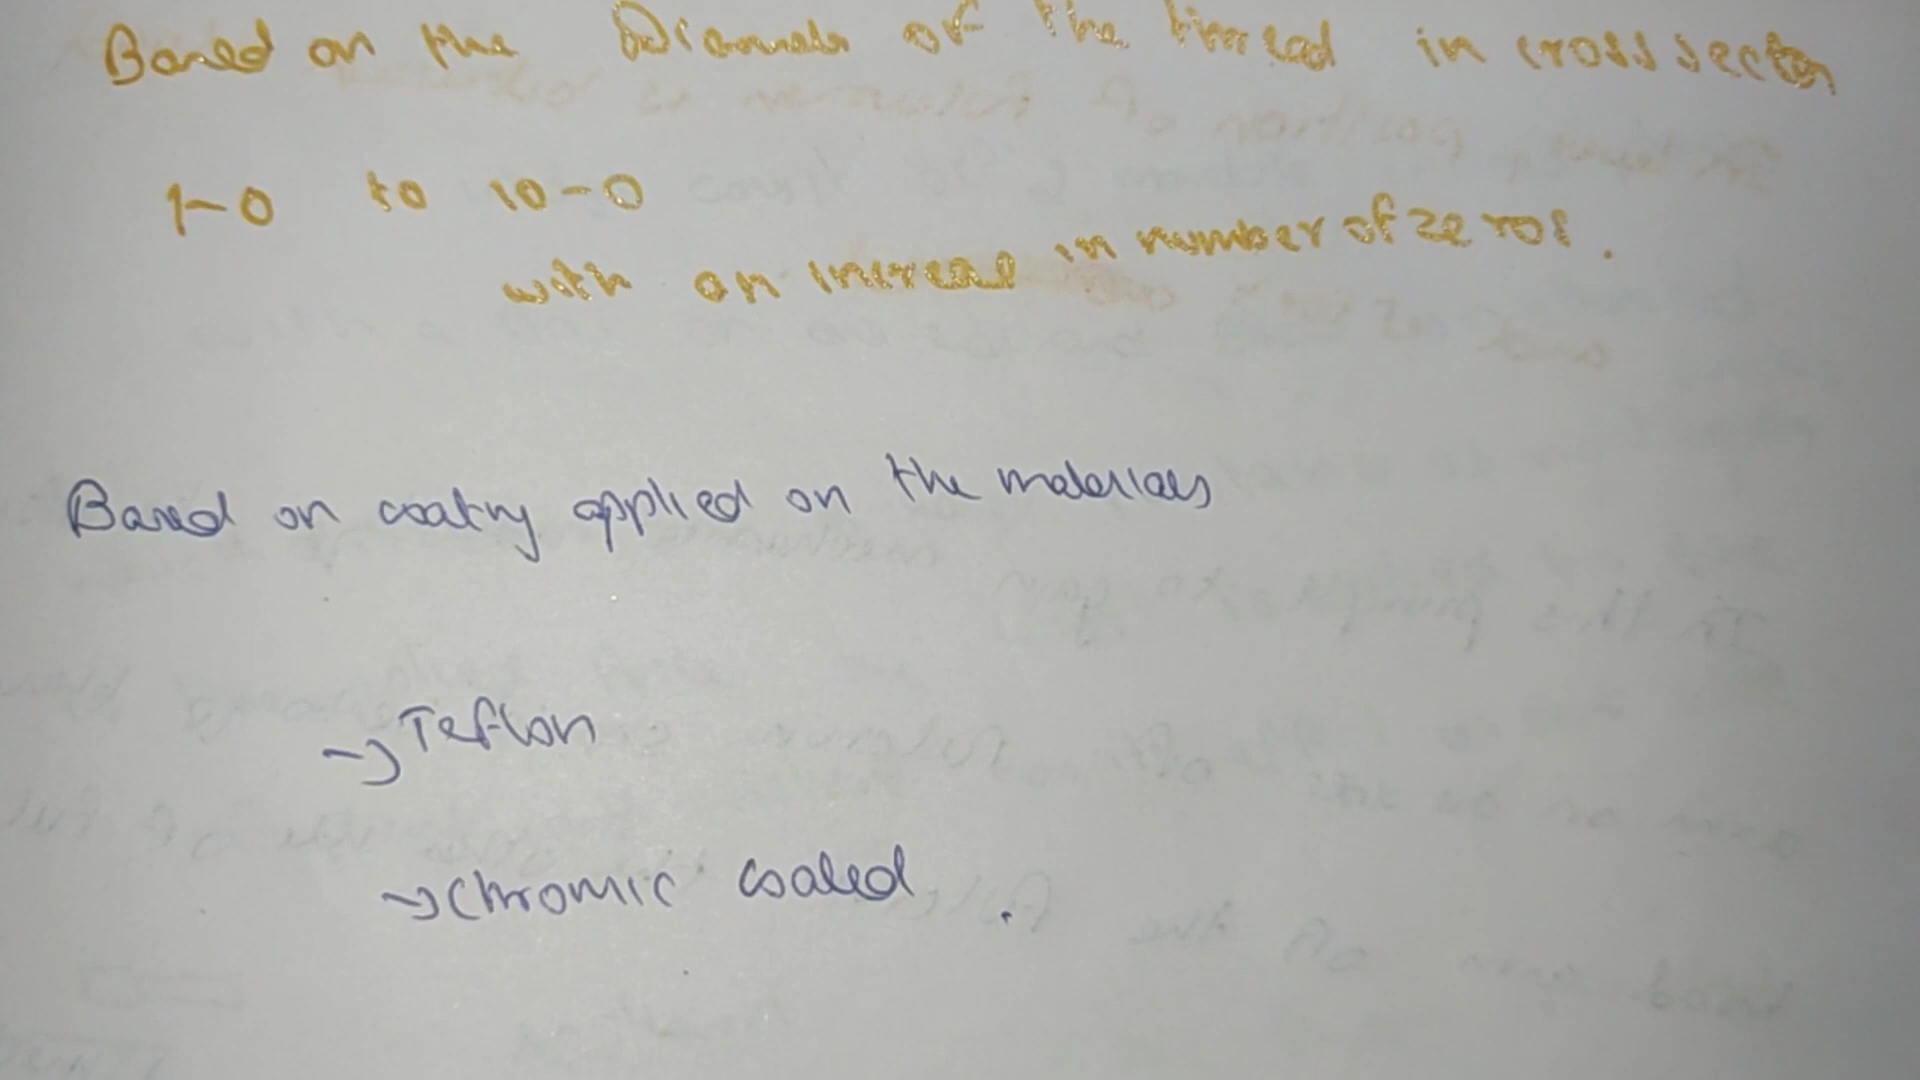 Based on the Diameter of the thread in cross section
1-0 to 10-0
with an increase in number of zeros.
Based on coating applied on the materials
→ Teflon
→ Chromic coated.